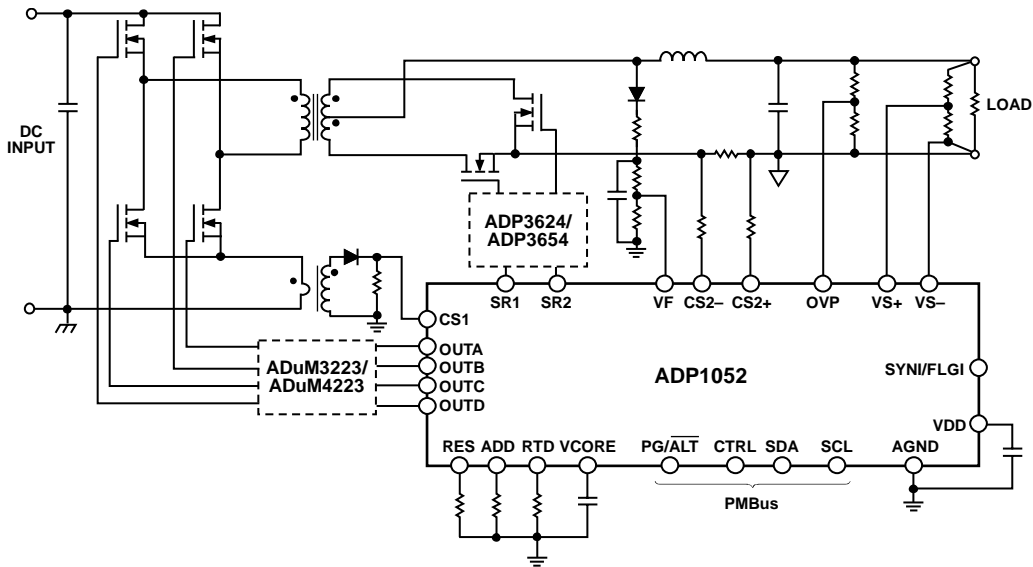 DC
INPUT
LOAD
ADP3624/
ADP3654
SR1 SR2 VF CS2– CS2+ OVP VS+ VS–
CS1
OUTA
OUTB
OUTC
OUTD
ADuM3223/
ADuM4223
ADP1052
SYNI/FLGI
VDD
RES ADD RTD VCORE PG/ALT CTRL SDA SCL AGND
PMBus